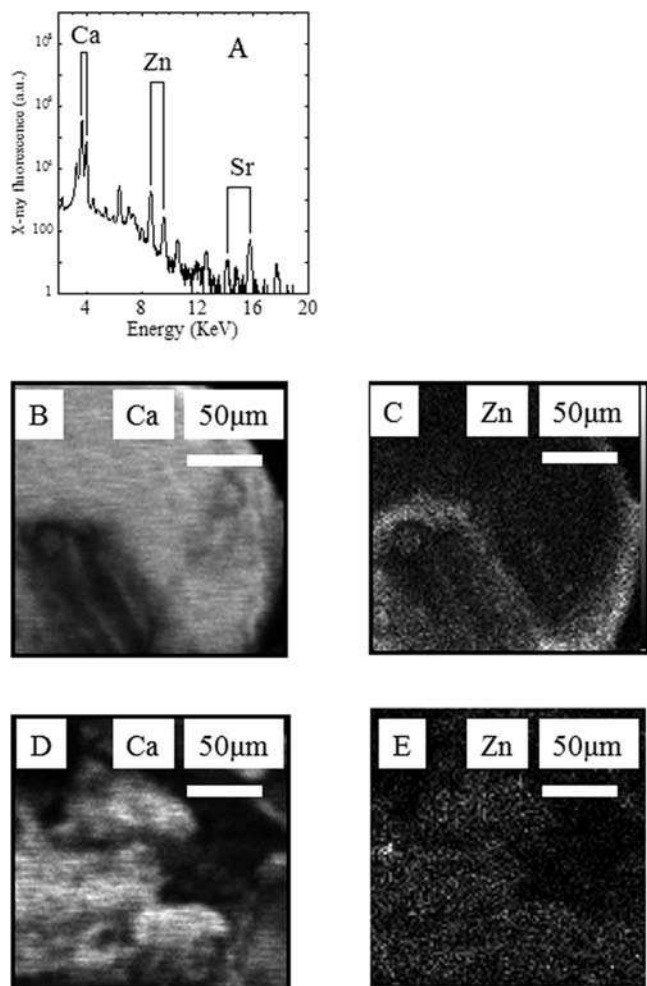 Ca
Zn
A
Sr
X-ray fluorescence (a.u.)
100
1
4 8 12 16 20
Energy (KeV)
B Ca 50μm
C Zn 50μm
D Ca 50μm
E Zn 50μm